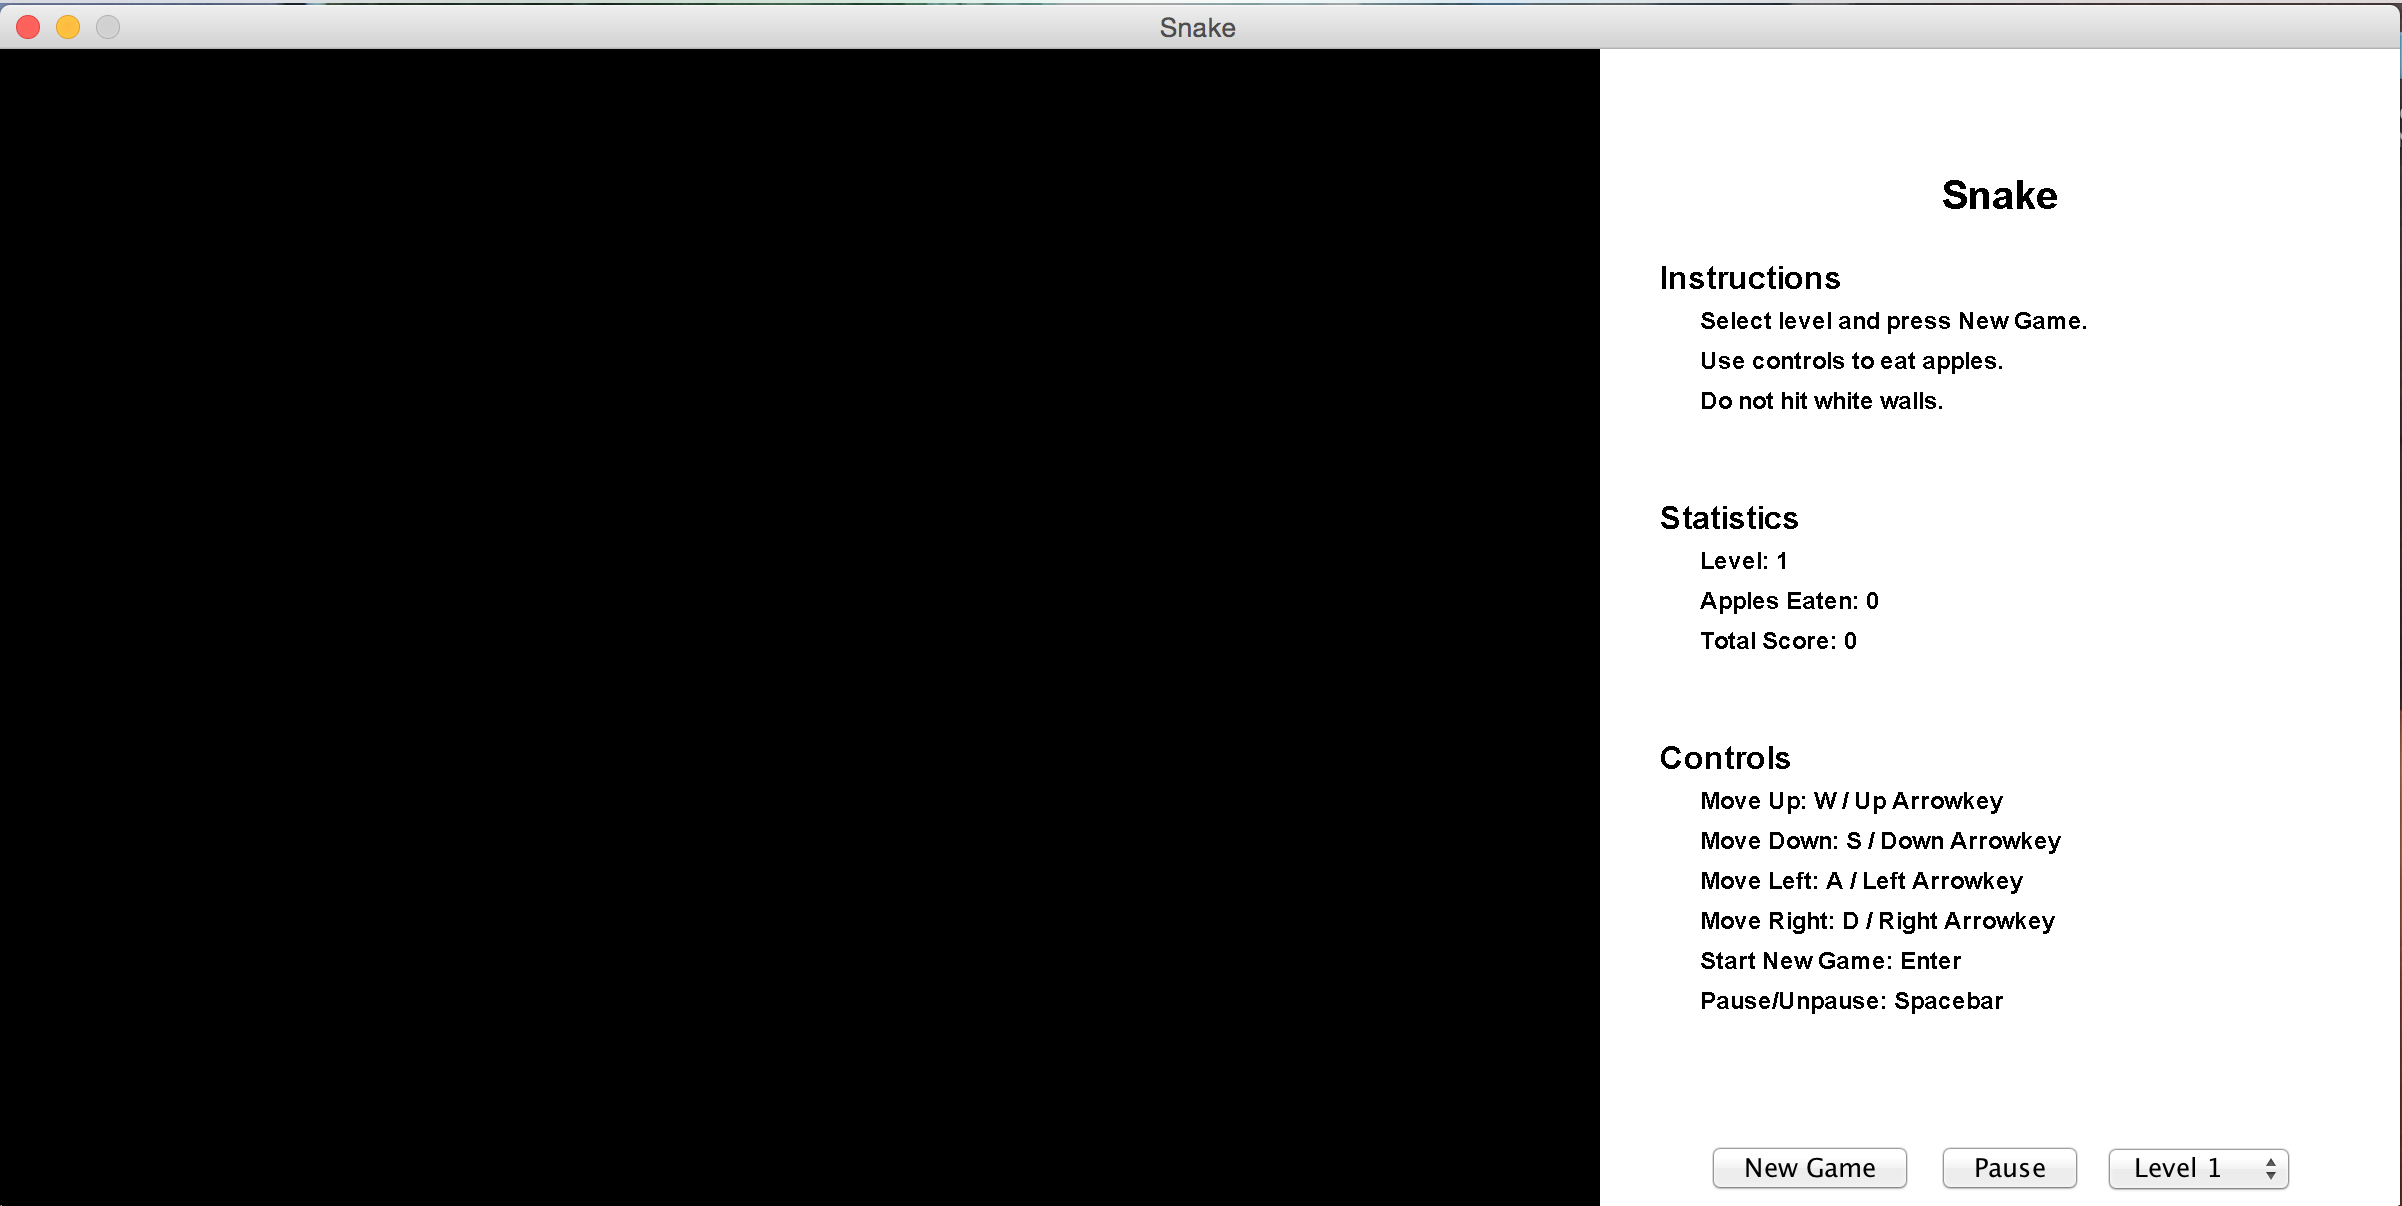 Snake
Snake
Instructions
Select level and press New Game.
Use controls to eat apples.
Do not hit white walls.
Statistics
Level: 1
Apples Eaten: 0
Total Score: 0
Controls
Move Up: W / Up Arrowkey
Move Down: S / Down Arrowkey
Move Left: A / Left Arrowkey
Move Right: D / Right Arrowkey
Start New Game: Enter
Pause/Unpause: Spacebar
New Game Pause Level 1